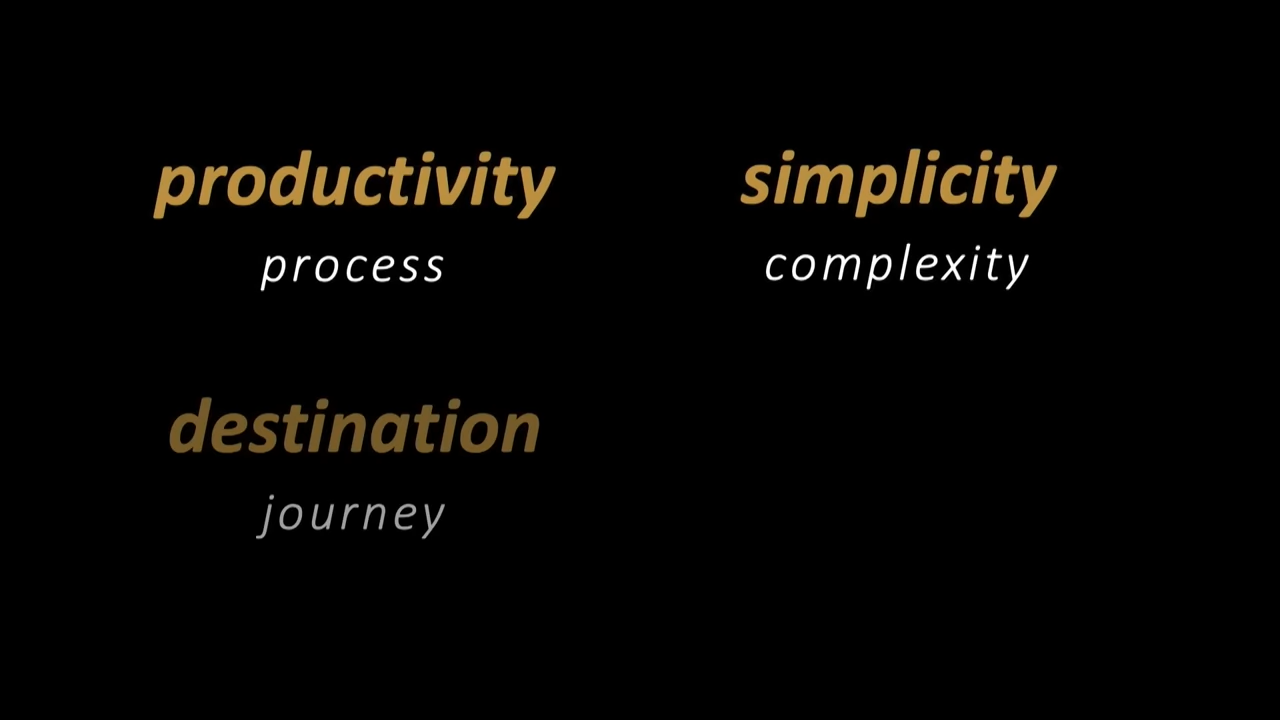 productivity
process
simplicity
complexity
destination
journey